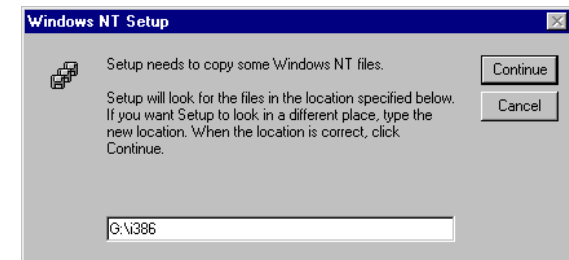 Windows NT Setup
Setup needs to copy some Windows NT files.
Continue
Setup will look for the files in the location specified below.
If you want Setup to look in a different place, type the
new location. When the location is correct, click
Continue.
Cancel
G:\i386